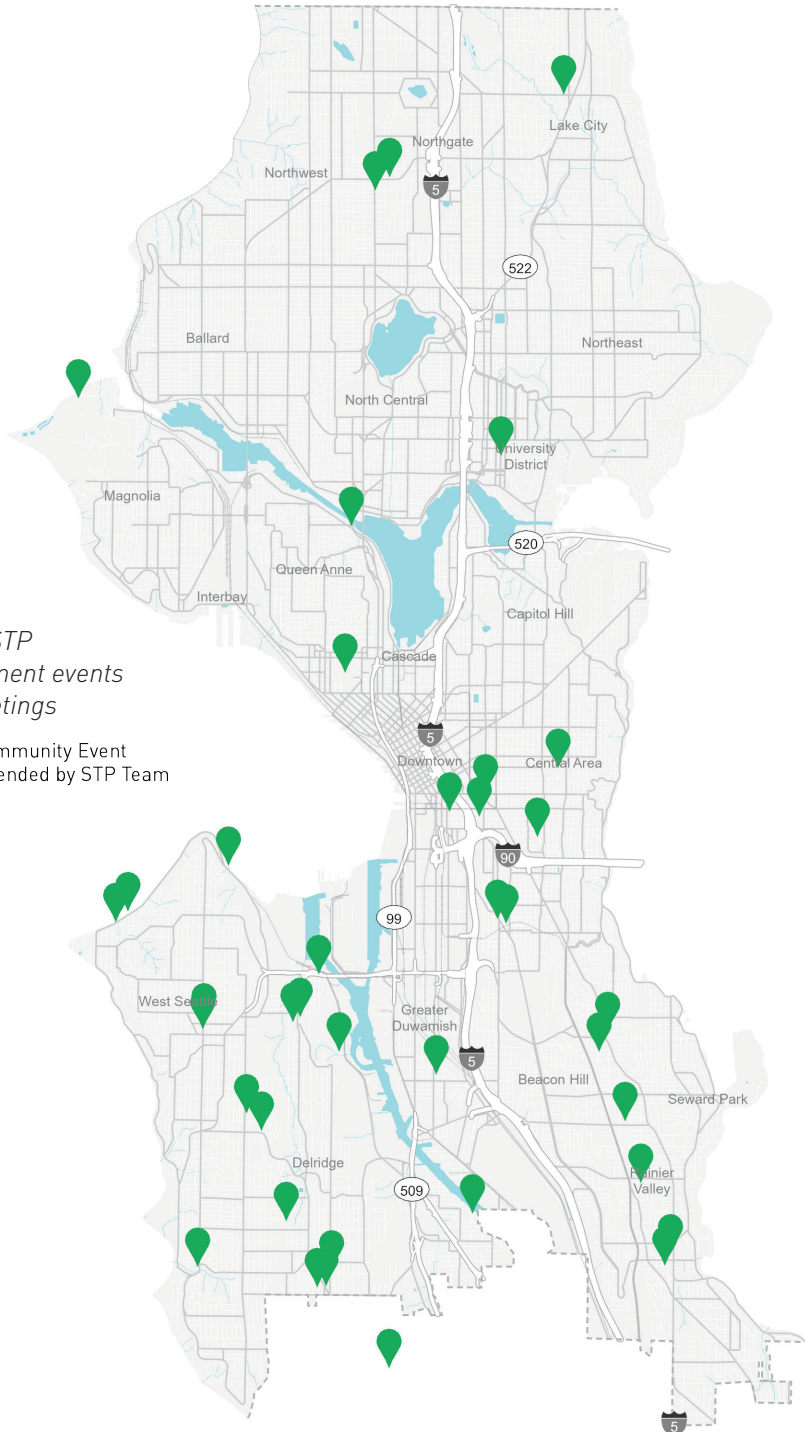 Lake City
Northgate
Northwest
5
522
Ballard
Northeast
North Central
University
District
Magnolia
520
Queen Anne
Interbay
Capitol Hill
STP
ment events
etings
Cascade
5
mmunity Event
ended by STP Team
Downtown
Central Area
90
99
West Seattle
Greater
Duwamish
5
Beacon Hill
Seward Park
Delridge
Rainier
Valley
509
5